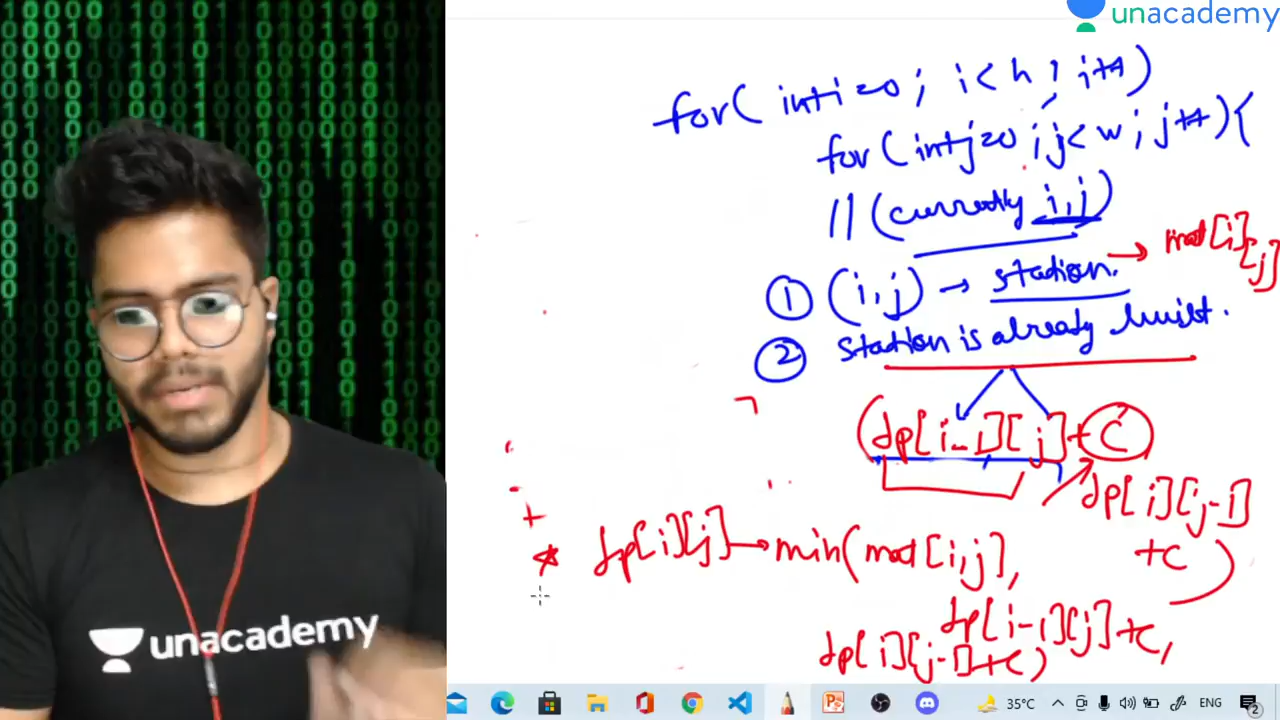 unacademy
for( int i=0; i<h; i++)
for( int j=0; j<w; j++){
// (currently i,j)
① (i,j) → station. → mat[i][j]
② station is already built.
(dp[i-1][j]+C
dp[i][j-1]
+C )
* dp[i][j] → min(mat[i,j],
dp[i-1][j]+C,
dp[i][j-1]+C)
unacademy
35°C ENG 2